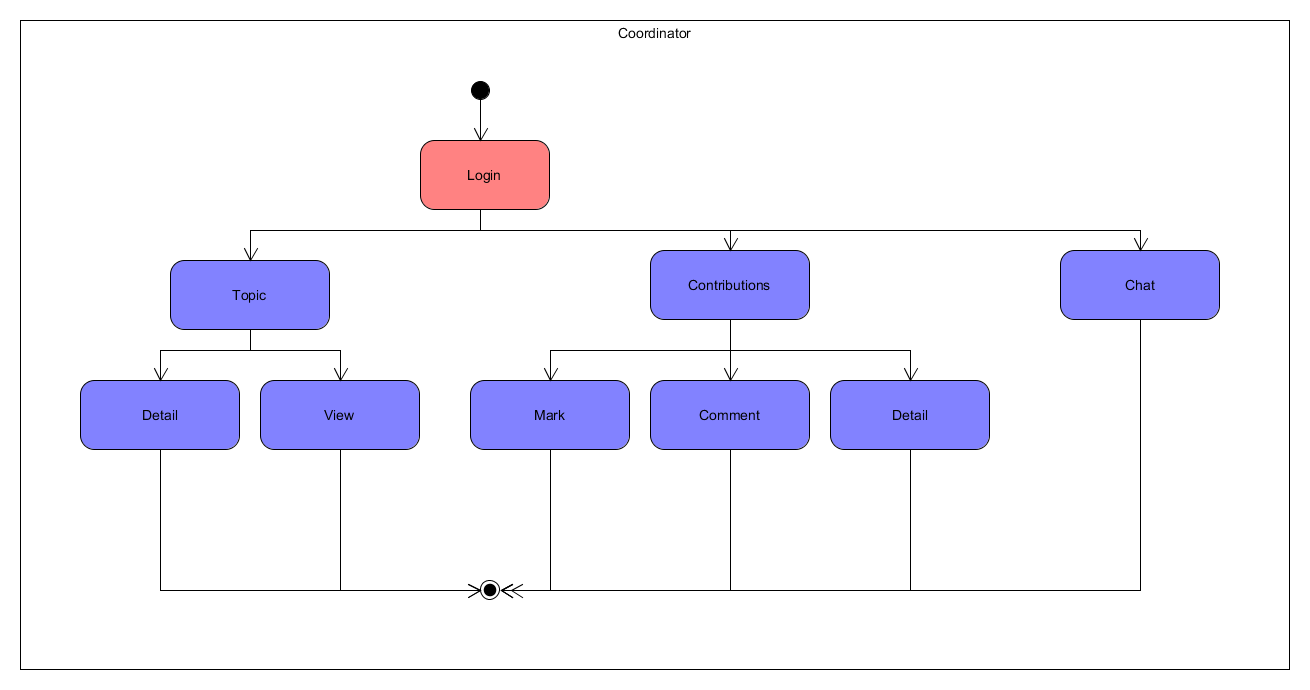 Coordinator
Login
Topic
Contributions
Chat
Detail
View
Mark
Comment
Detail